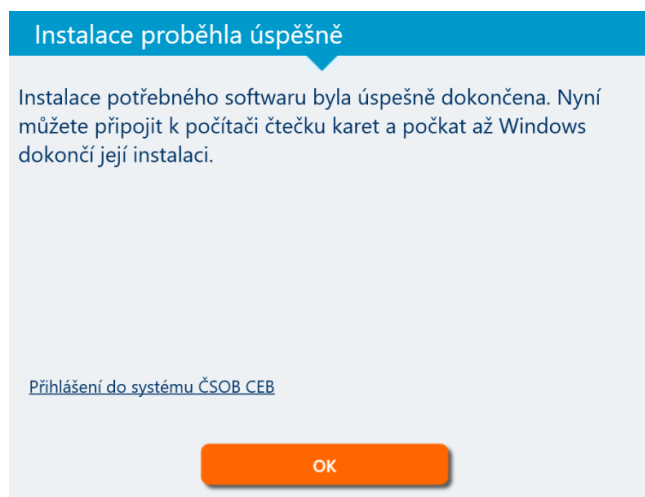 Instalace proběhla úspěšně
Instalace potřebného softwaru byla úspešně dokončena. Nyní
můžete připojit k počítači čtečku karet a počkat až Windows
dokončí její instalaci.
Přihlášení do systému ČSOB CEB
OK